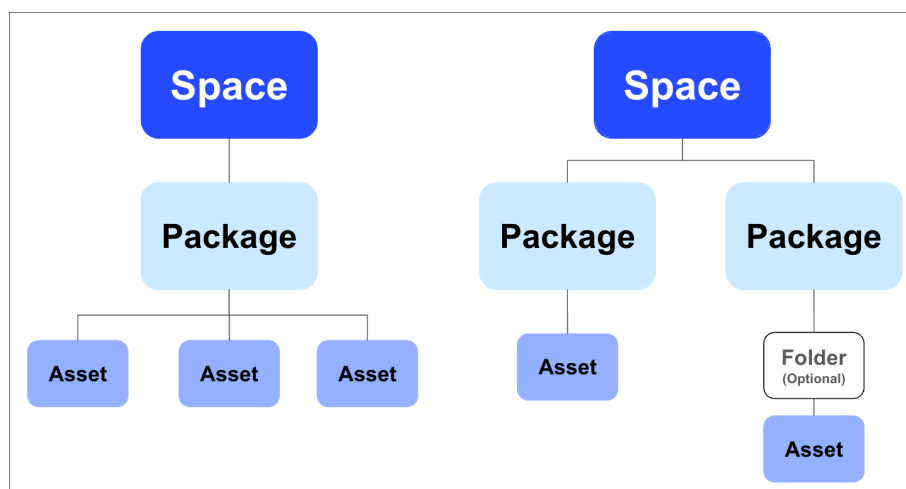 Space
Package
Asset
Asset
Asset
Space
Package
Package
Asset
Folder
(Optional)
Asset